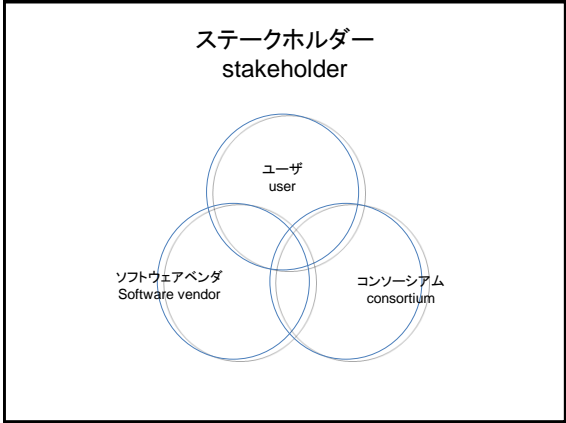 ステークホルダー
stakeholder
ユーザ
user
ソフトウェアベンダ
Software vendor
コンソーシアム
consortium